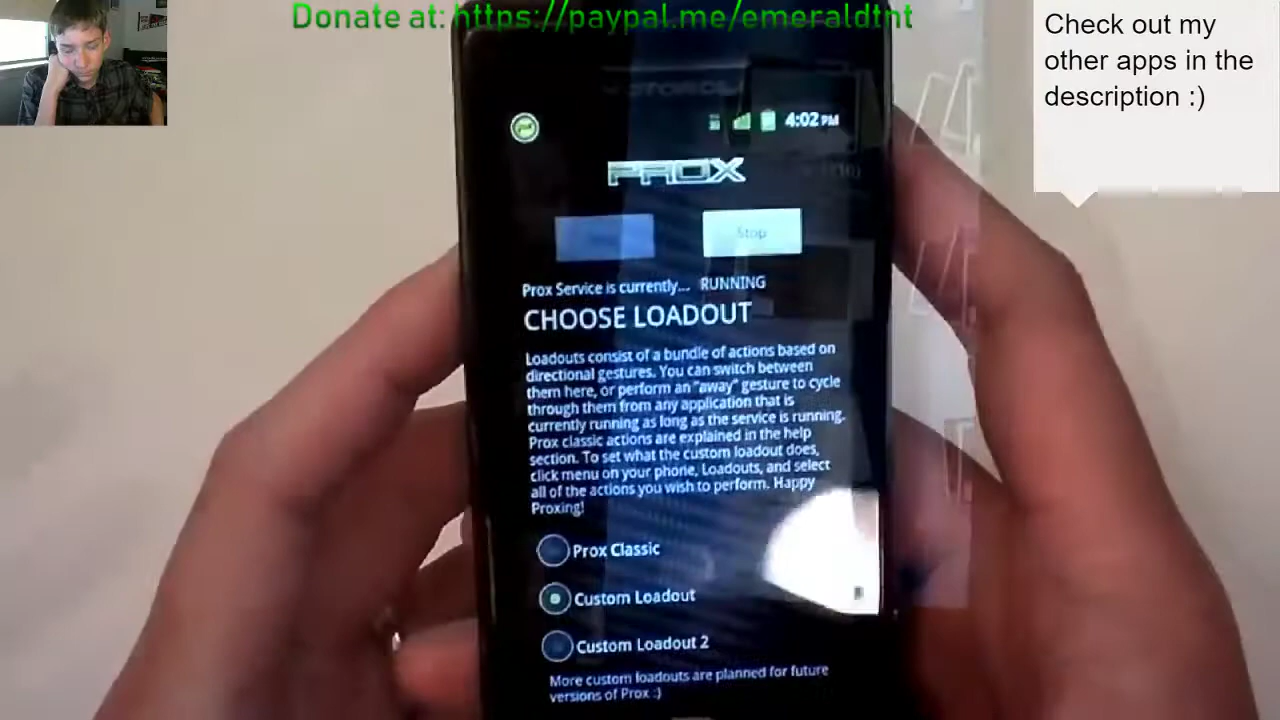 Donate at: https://paypal.me/emeraldtnt
Check out my
other apps in the
description :)
4:02 PM
PROX
Stop
Prox Service is currently... RUNNING
CHOOSE LOADOUT
Loadouts consist of a bundle of actions based on
directional gestures. You can switch between
them here, or perform an "away" gesture to cycle
through them from any application that is
currently running as long as the service is running.
Prox classic actions are explained in the help
section. To set what the custom loadout does,
click menu on your phone, Loadouts, and select
all of the actions you wish to perform. Happy
Proxing!
Prox Classic
Custom Loadout
Custom Loadout 2
More custom loadouts are planned for future
versions of Prox :)